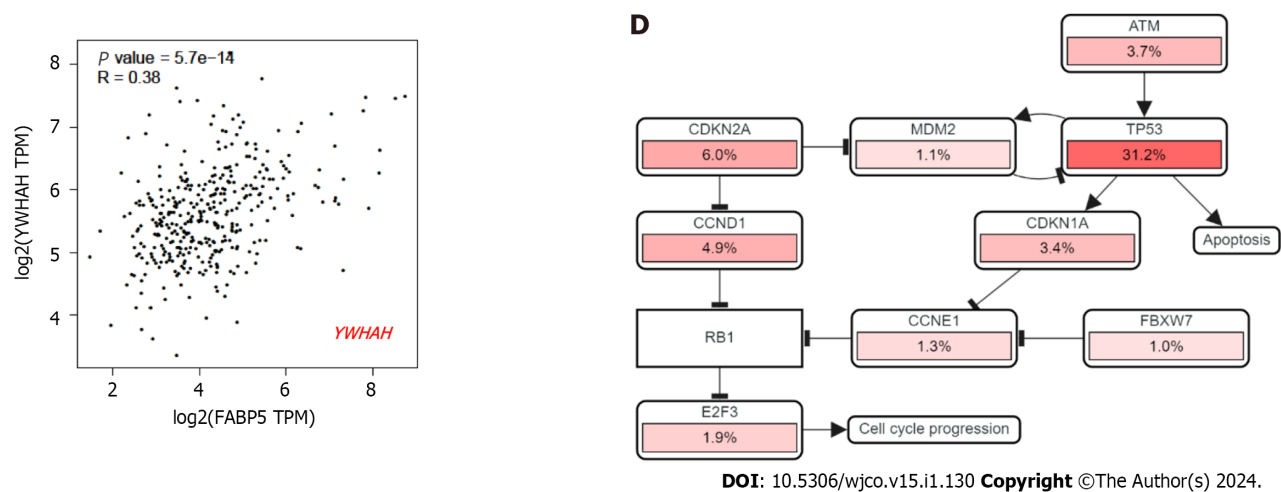 P value = 5.7e−14
R = 0.38
8
7
6
5
4
log2(YWHAH TPM)
YWHAH
2 4 6 8
log2(FABP5 TPM)
D
ATM
3.7%
CDKN2A
6.0%
MDM2
1.1%
TP53
31.2%
CCND1
4.9%
CDKN1A
3.4%
Apoptosis
RB1
CCNE1
1.3%
FBXW7
1.0%
E2F3
1.9%
Cell cycle progression
DOI: 10.5306/wjco.v15.i1.130 Copyright ©The Author(s) 2024.